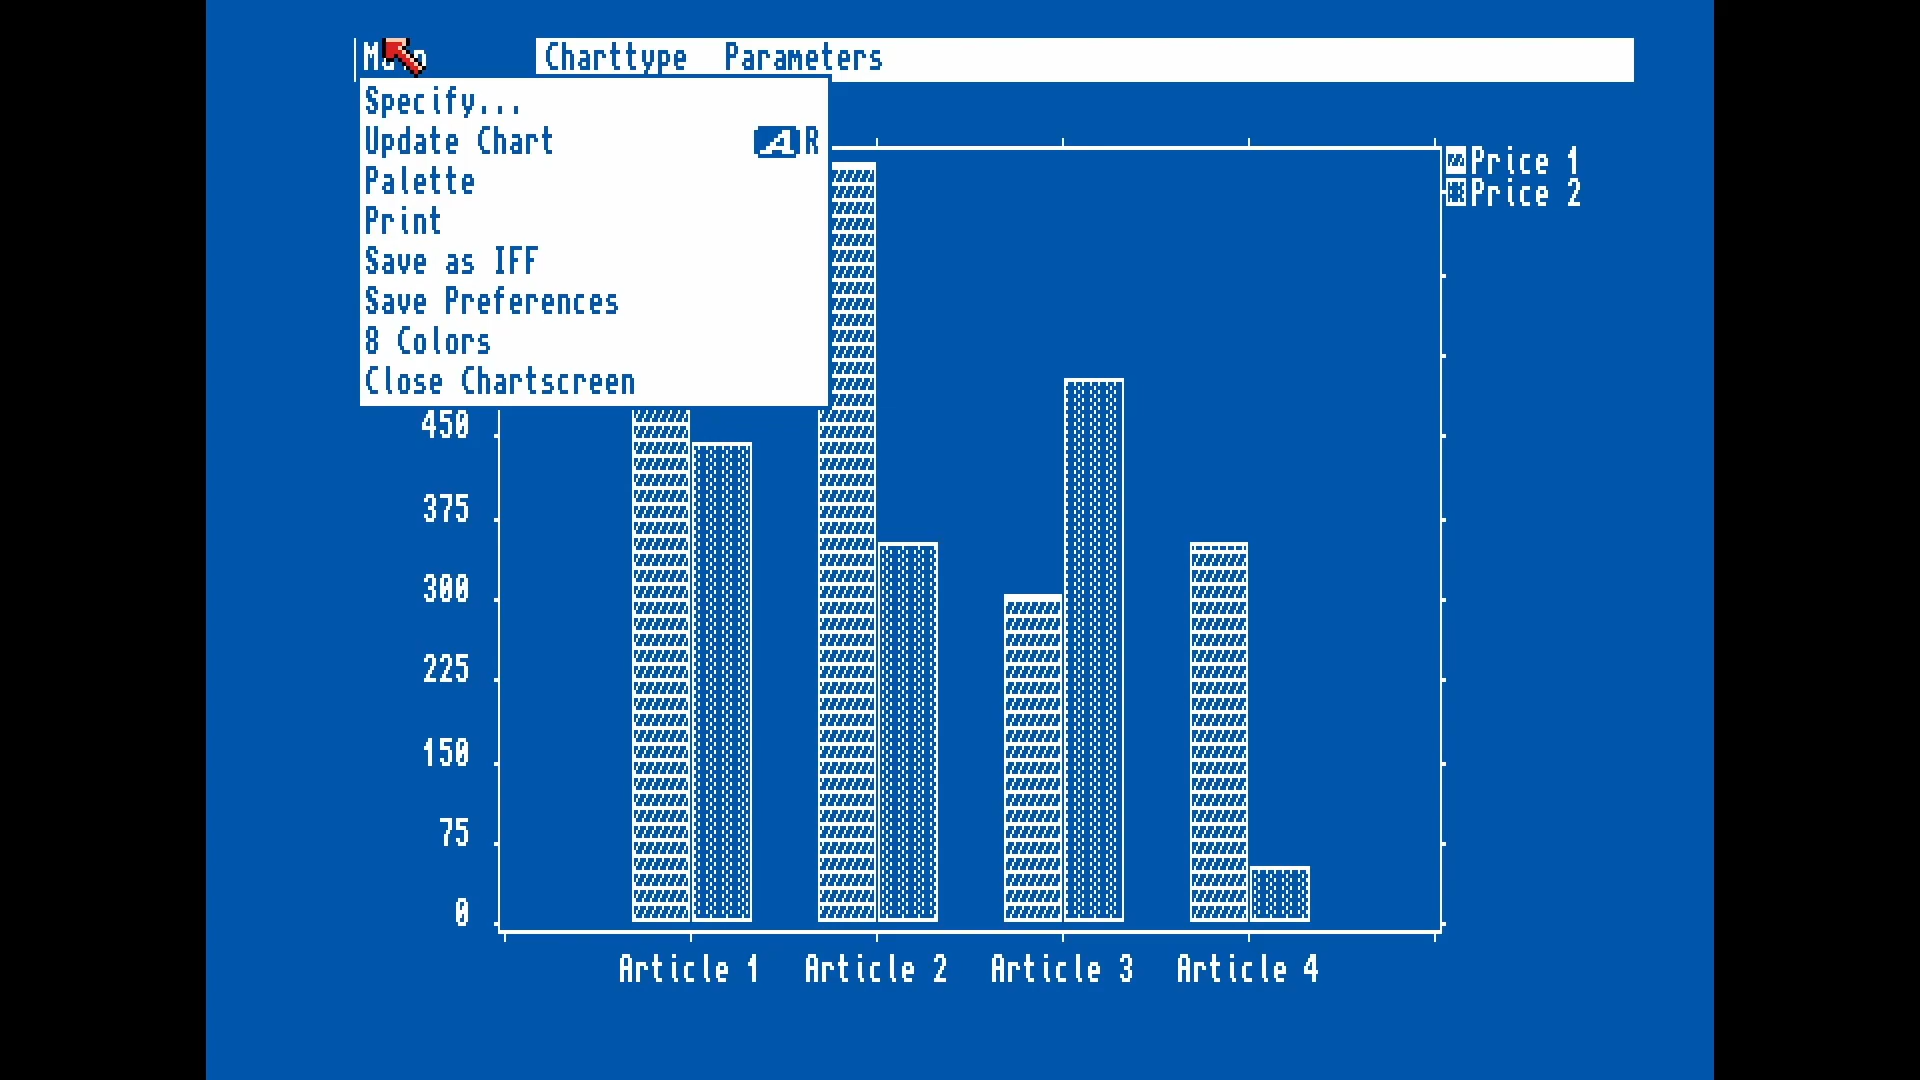 Charttype Parameters
Specify...
Update Chart A R
Palette
Print
Save as IFF
Save Preferences
8 Colors
Close Chartscreen
Price 1
Price 2
450
375
300
225
150
75
0
Article 1 Article 2 Article 3 Article 4